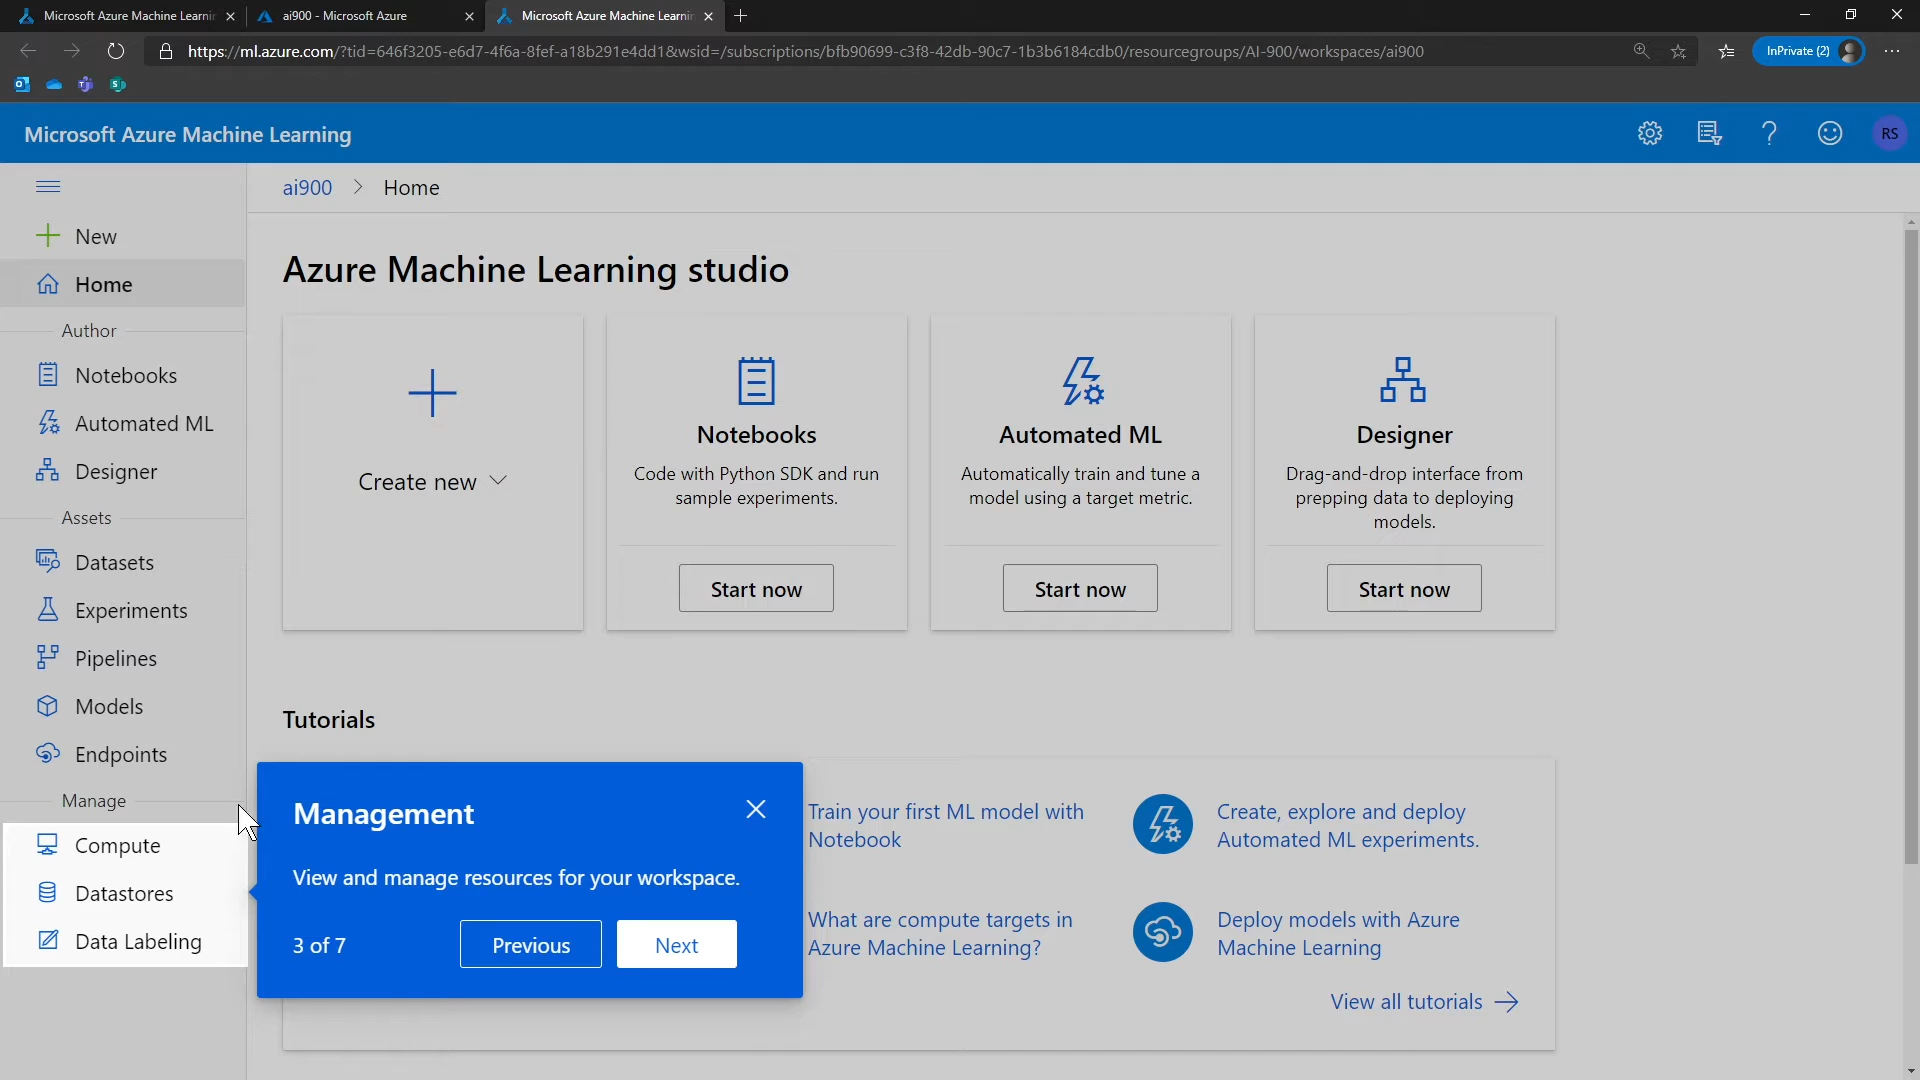 Microsoft Azure Machine Learnin
ai900 - Microsoft Azure
Microsoft Azure Machine Learnin
https://ml.azure.com/?tid=646f3205-e6d7-4f6a-8fef-a18b291e4dd1&wsid=/subscriptions/bfb90699-c3f8-42db-90c7-1b3b6184cdb0/resourcegroups/AI-900/workspaces/ai900
InPrivate (2)
Microsoft Azure Machine Learning
RS
ai900 > Home
New
Home
Author
Notebooks
Automated ML
Designer
Assets
Datasets
Experiments
Pipelines
Models
Endpoints
Manage
Compute
Datastores
Data Labeling
Azure Machine Learning studio
Create new
Notebooks
Code with Python SDK and run
sample experiments.
Start now
Automated ML
Automatically train and tune a
model using a target metric.
Start now
Designer
Drag-and-drop interface from
prepping data to deploying
models.
Start now
Tutorials
Management
View and manage resources for your workspace.
3 of 7
Previous
Next
Train your first ML model with
Notebook
Create, explore and deploy
Automated ML experiments.
What are compute targets in
Azure Machine Learning?
Deploy models with Azure
Machine Learning
View all tutorials